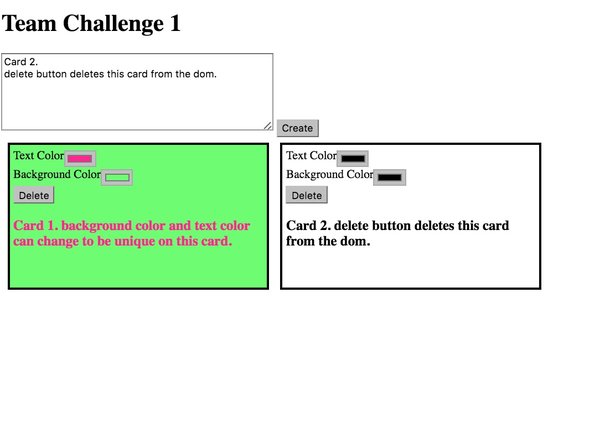 Team Challenge 1
Card 2.
delete button deletes this card from the dom.
Create
Text Color
Background Color
Delete
Card 1. background color and text color
can change to be unique on this card.
Text Color
Background Color
Delete
Card 2. delete button deletes this card
from the dom.